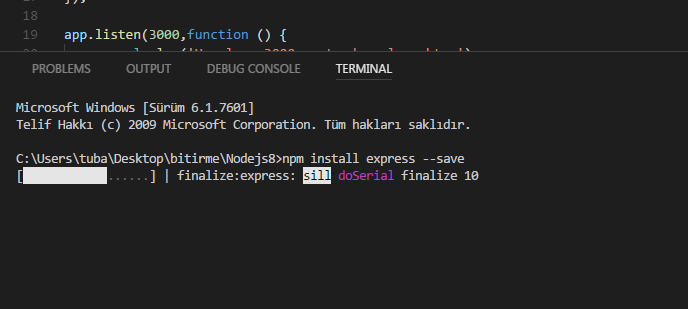 });
18
19 app.listen(3000,function () {
PROBLEMS OUTPUT DEBUG CONSOLE TERMINAL
Microsoft Windows [Sürüm 6.1.7601]
Telif Hakkı (c) 2009 Microsoft Corporation. Tüm hakları saklıdır.
C:\Users\tuba\Desktop\bitirme\Nodejs8>npm install express --save
[ ......] | finalize:express: sill doSerial finalize 10